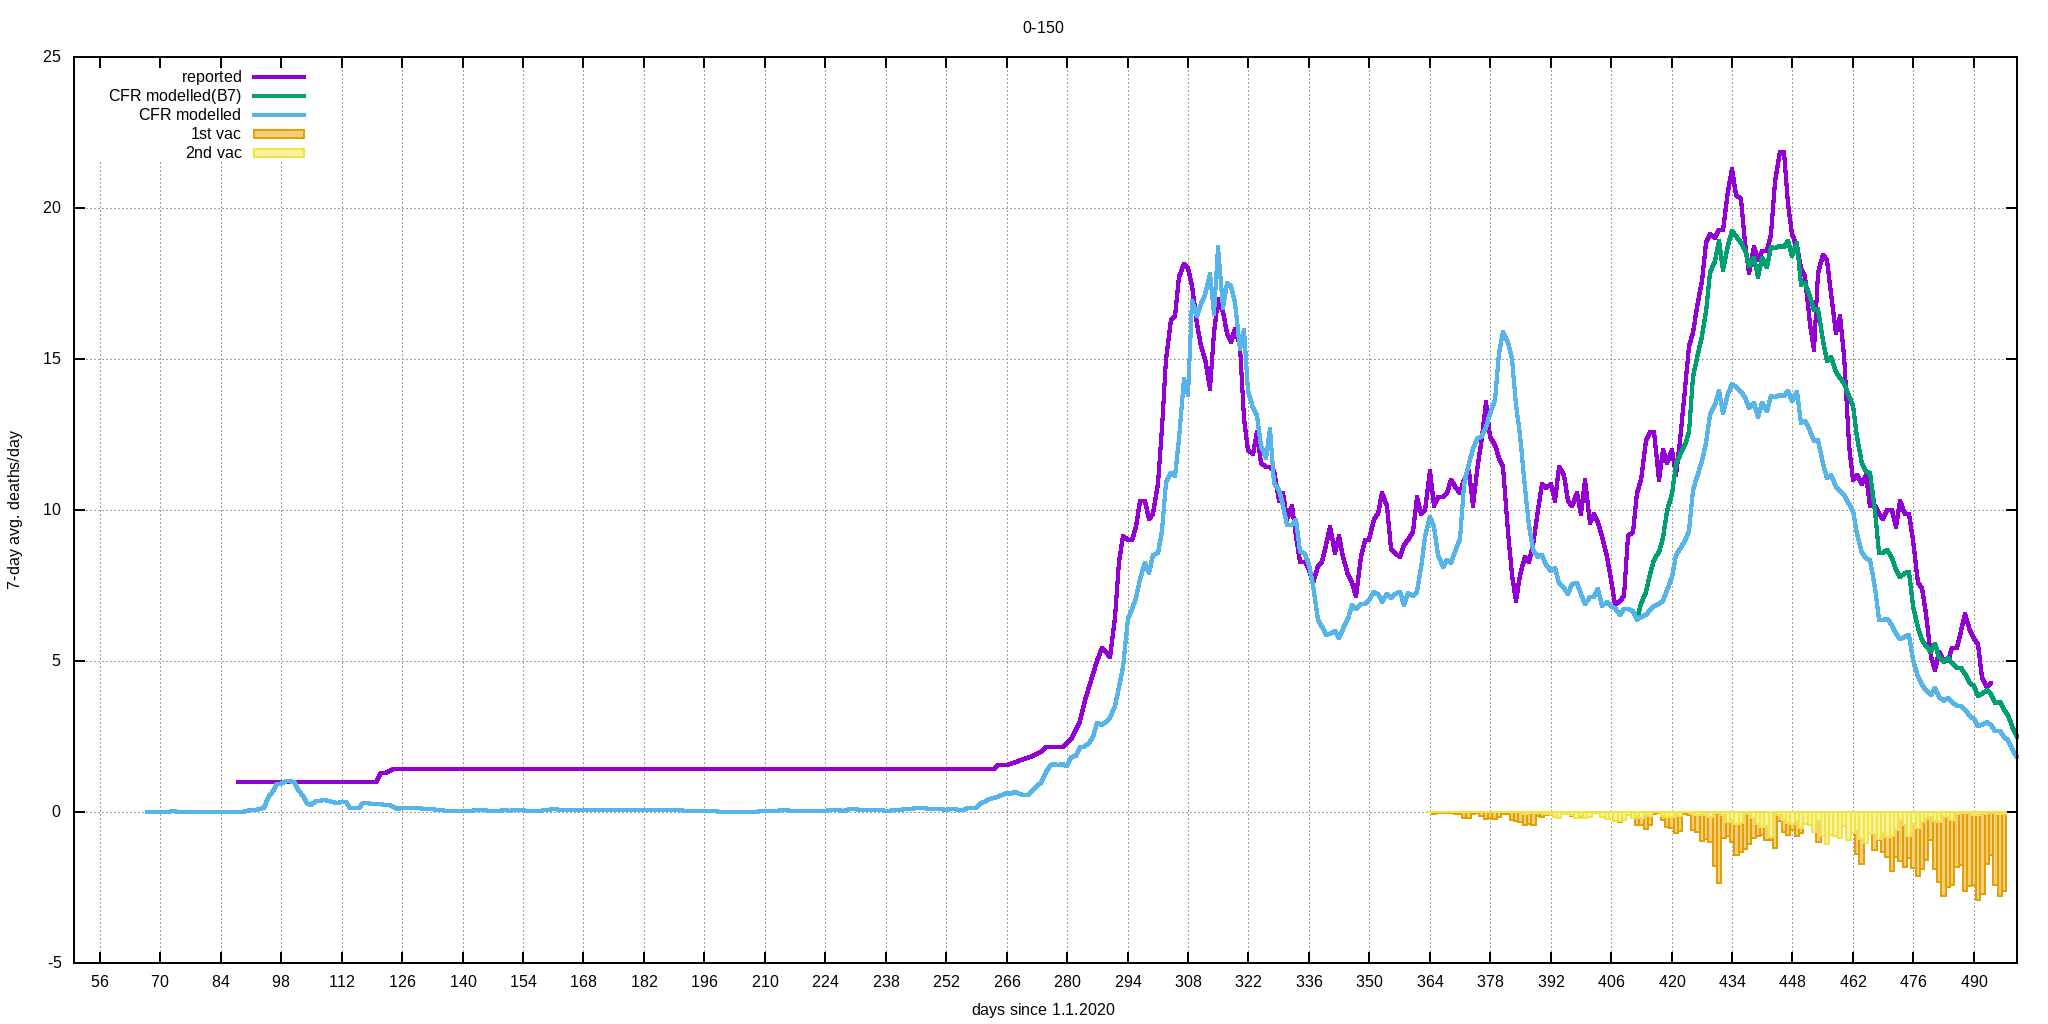 0-150
reported
CFR modelled(B7)
CFR modelled
1st vac
2nd vac
25
20
15
10
5
0
-5
7-day avg. deaths/day
56 70 84 98 112 126 140 154 168 182 196 210 224 238 252 266 280 294 308 322 336 350 364 378 392 406 420 434 448 462 476 490
days since 1.1.2020